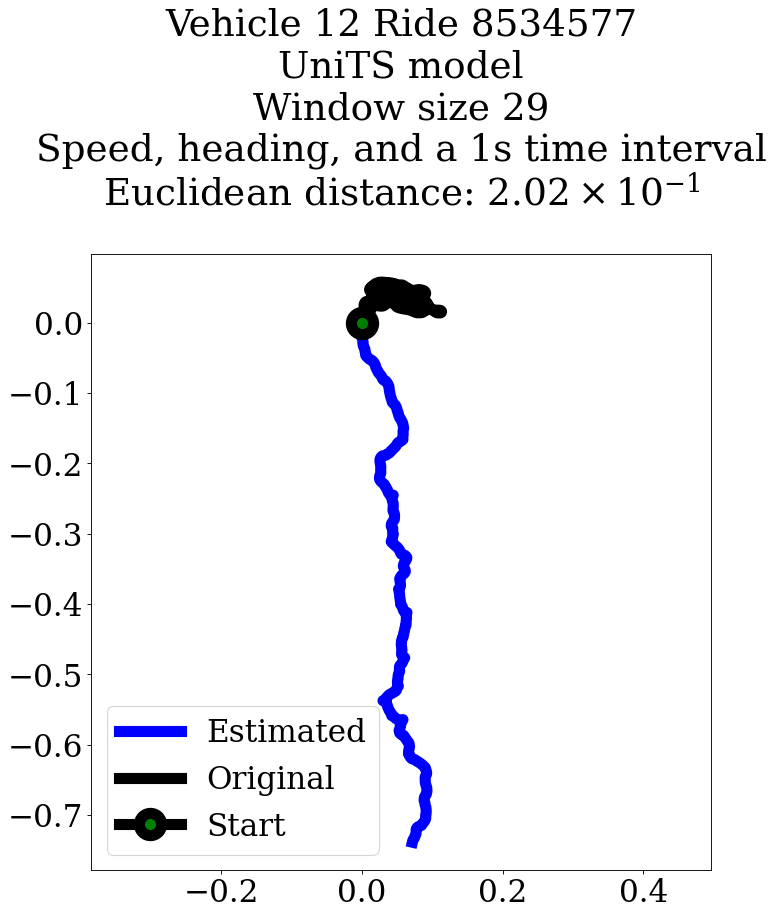 Vehicle 12 Ride 8534577
UniTS model
Window size 29
Speed, heading, and a 1s time interval
Euclidean distance: 2.02 × 10⁻¹
0.0
−0.1
−0.2
−0.3
−0.4
−0.5
−0.6
−0.7
Estimated
Original
Start
−0.2 0.0 0.2 0.4